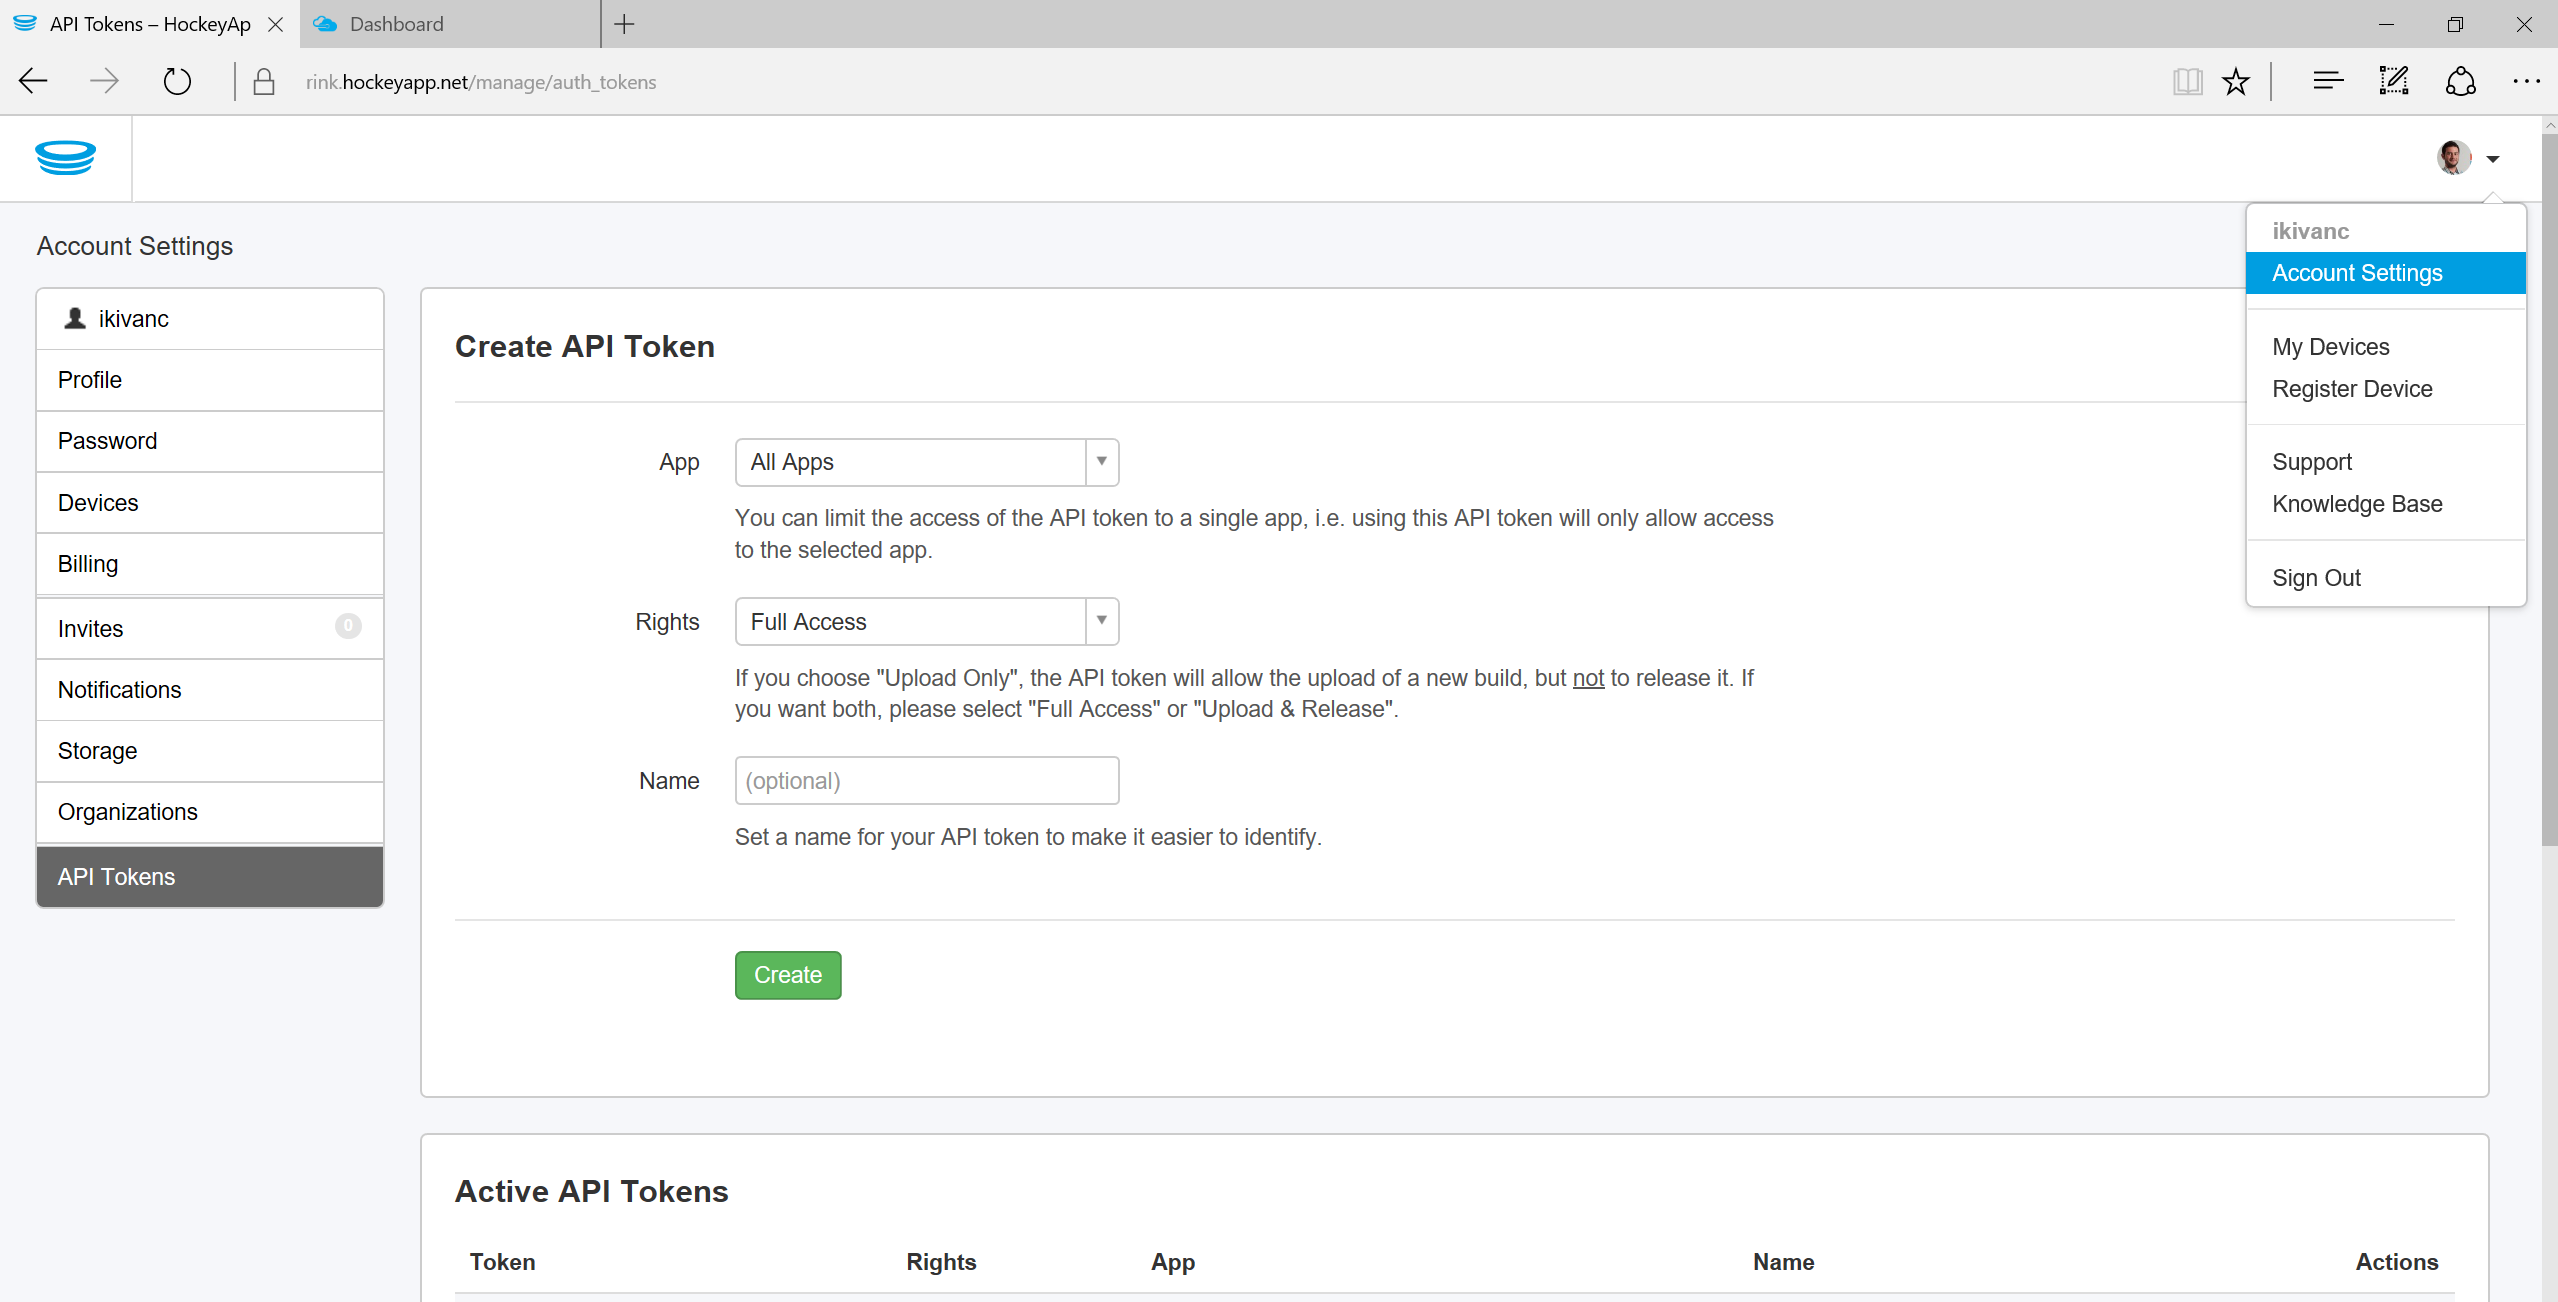 API Tokens – HockeyAp
Dashboard
rink.hockeyapp.net/manage/auth_tokens
Account Settings
ikivanc
Profile
Password
Devices
Billing
Invites 0
Notifications
Storage
Organizations
API Tokens
Create API Token
App All Apps
You can limit the access of the API token to a single app, i.e. using this API token will only allow access
to the selected app.
Rights Full Access
If you choose "Upload Only", the API token will allow the upload of a new build, but not to release it. If
you want both, please select "Full Access" or "Upload & Release".
Name (optional)
Set a name for your API token to make it easier to identify.
Create
Active API Tokens
Token Rights App Name Actions
ikivanc
Account Settings
My Devices
Register Device
Support
Knowledge Base
Sign Out